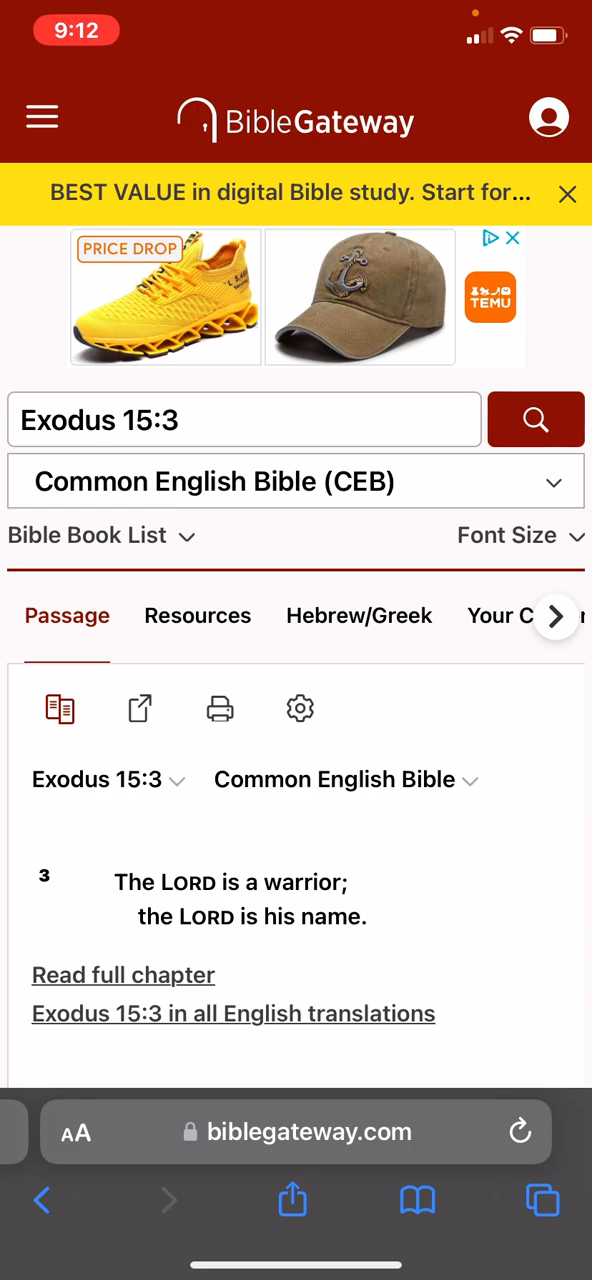 9:12
BibleGateway
BEST VALUE in digital Bible study. Start for...
PRICE DROP
TEMU
Exodus 15:3
Common English Bible (CEB)
Bible Book List
Font Size
Passage Resources Hebrew/Greek Your C
Exodus 15:3 Common English Bible
3 The LORD is a warrior;
the LORD is his name.
Read full chapter
Exodus 15:3 in all English translations
AA biblegateway.com